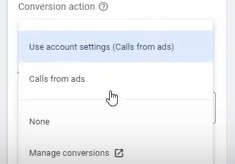 Conversion action
Use account settings (Calls from ads)
Calls from ads
None
Manage conversions